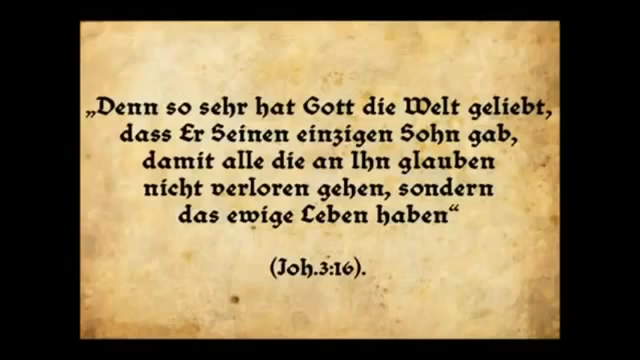 „Denn so sehr hat Gott die Welt geliebt,
dass Er Seinen einzigen Sohn gab,
damit alle die an Ihn glauben
nicht verloren gehen, sondern
das ewige Leben haben“
(Joh.3:16).